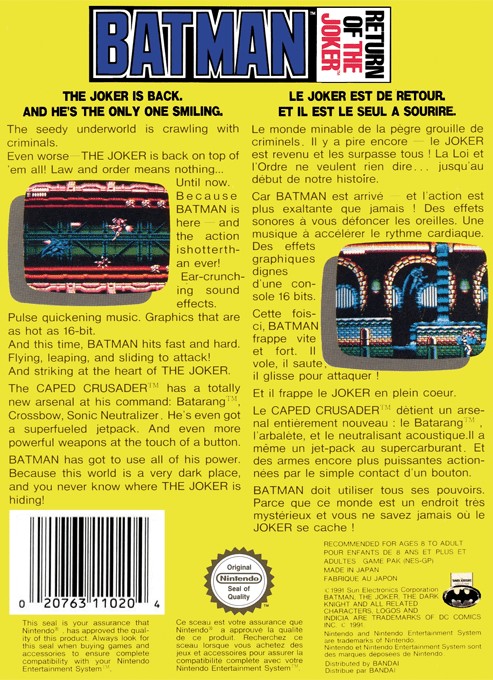 BATMAN™
RETURN
OF THE
JOKER™
THE JOKER IS BACK.
AND HE'S THE ONLY ONE SMILING.
The seedy underworld is crawling with
criminals.
Even worse—THE JOKER is back on top of
'em all! Law and order means nothing...
Until now.
Because
BATMAN is
here—and
the action
ishotterth-
an ever!
Ear-crunch-
ing sound
effects.
Pulse quickening music. Graphics that are
as hot as 16-bit.
And this time, BATMAN hits fast and hard.
Flying, leaping, and sliding to attack!
And striking at the heart of THE JOKER.
The CAPED CRUSADER™ has a totally
new arsenal at his command: Batarang™,
Crossbow, Sonic Neutralizer. He's even got
a superfueled jetpack. And even more
powerful weapons at the touch of a button.
BATMAN has got to use all of his power.
Because this world is a very dark place,
and you never know where THE JOKER is
hiding!
LE JOKER EST DE RETOUR.
ET IL EST LE SEUL A SOURIRE.
Le monde minable de la pègre grouille de
criminels. Il y a pire encore — le JOKER
est revenu et les surpasse tous ! La Loi et
l'Ordre ne veulent rien dire... jusqu'au
début de notre histoire.
Car BATMAN est arrivé — et l'action est
plus exaltante que jamais ! Des effets
sonores à vous défoncer les oreilles. Une
musique à accélérer le rythme cardiaque.
Des effets
graphiques
dignes
d'une con-
sole 16 bits.
Cette fois-
ci, BATMAN
frappe vite
et fort. Il
vole, il saute,
il glisse pour attaquer !
Et il frappe le JOKER en plein coeur.
Le CAPED CRUSADER™ détient un arse-
nal entièrement nouveau : le Batarang™,
l'arbalète, et le neutralisant acoustique.Il a
même un jet-pack au supercarburant. Et
des armes encore plus puissantes action-
nées par le simple contact d'un bouton.
BATMAN doit utiliser tous ses pouvoirs.
Parce que ce monde est un endroit très
mystérieux et vous ne savez jamais où le
JOKER se cache !
0 20763 11020 4
Original
Nintendo
Seal of
Quality
RECOMMENDED FOR AGES 8 TO ADULT
POUR ENFANTS DE 8 ANS ET PLUS ET
ADULTES GAME PAK (NES-GP)
MADE IN JAPAN
FABRIQUE AU JAPON
©1991 Sun Electronics Corporation
BATMAN, THE JOKER, THE DARK
KNIGHT AND ALL RELATED
CHARACTERS, LOGOS AND
INDICIA ARE TRADEMARKS OF DC COMICS
INC. © 1991.
Nintendo and Nintendo Entertainment System
are trademarks of Nintendo.
Nintendo et Nintendo Entertainment System sont
des marques deposees de Nintendo.
Distributed by BANDAI
Distribué par BANDAI
This seal is your assurance that
Nintendo® has approved the qual-
ity of this product. Always look for
this seal when buying games and
accessories to ensure complete
compatibility with your Nintendo
Entertainment System™.
Ce sceau est votre assurance que
Nintendo® a approuvé la qualité
de ce produit. Recherchez ce
sceau lorsque vous achetez des
jeux et accessoires pour assurer la
compatibilité complete avec votre
Nintendo Entertainment System™.